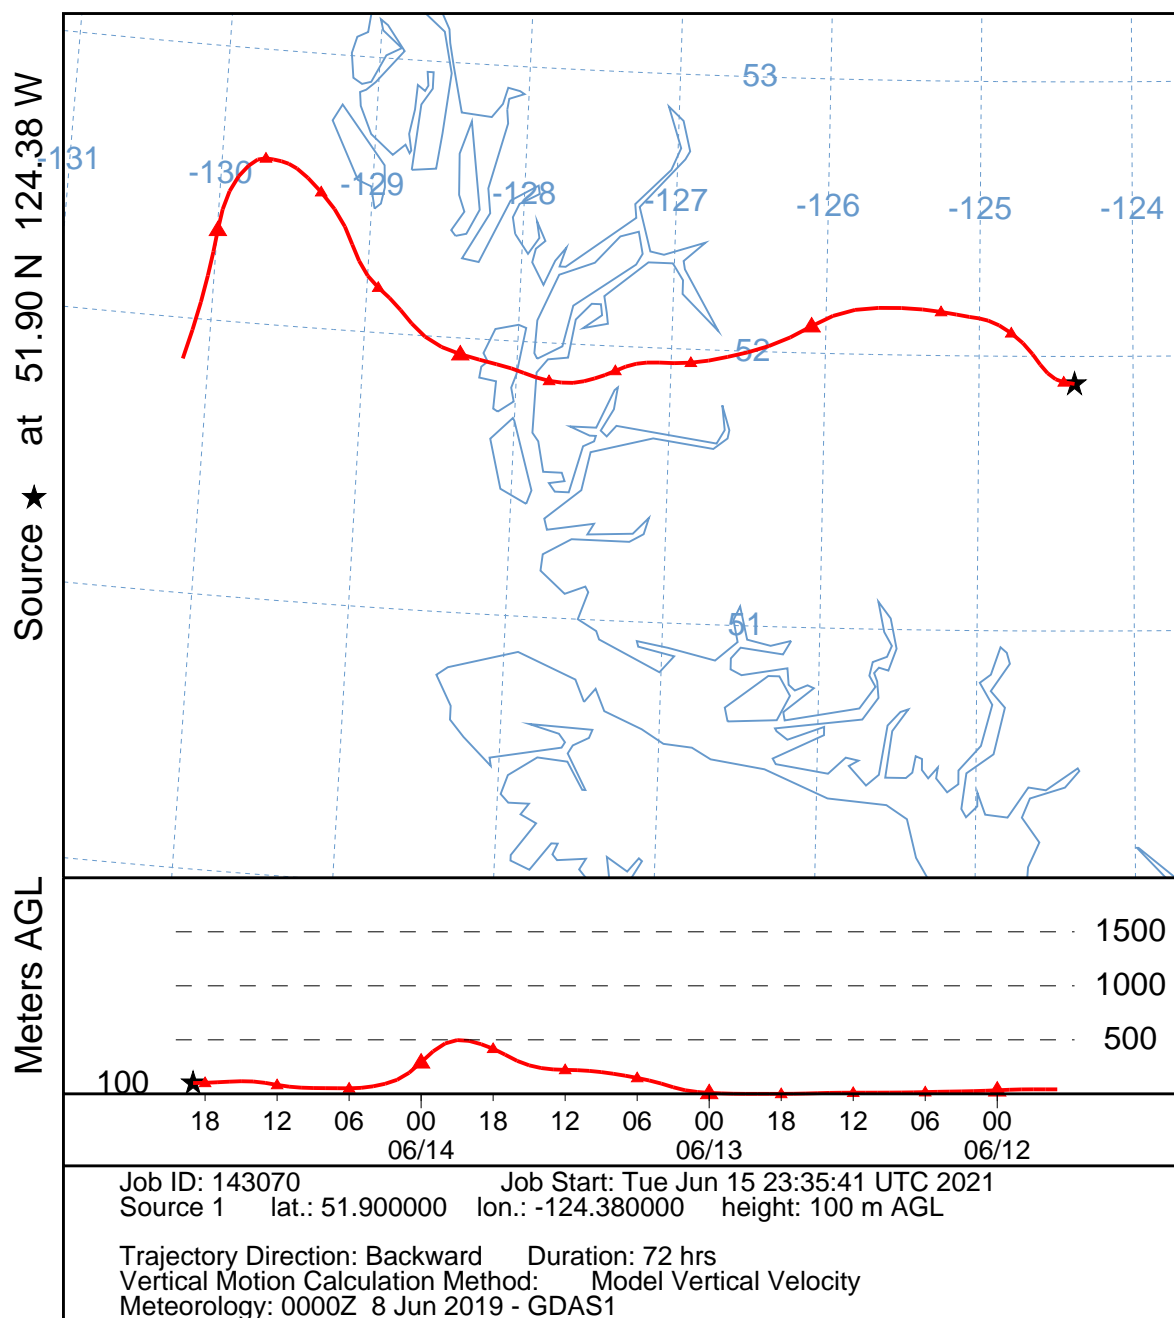 Source ★ at 51.90 N 124.38 W
53
-131
-130
-129
-128
-127
-126
-125
-124
52
51
Meters AGL
1500
1000
500
100
18 12 06 00 18 12 06 00 18 12 06 00
06/14 06/13 06/12
Job ID: 143070 Job Start: Tue Jun 15 23:35:41 UTC 2021
Source 1 lat.: 51.900000 lon.: -124.380000 height: 100 m AGL
Trajectory Direction: Backward Duration: 72 hrs
Vertical Motion Calculation Method: Model Vertical Velocity
Meteorology: 0000Z 8 Jun 2019 - GDAS1